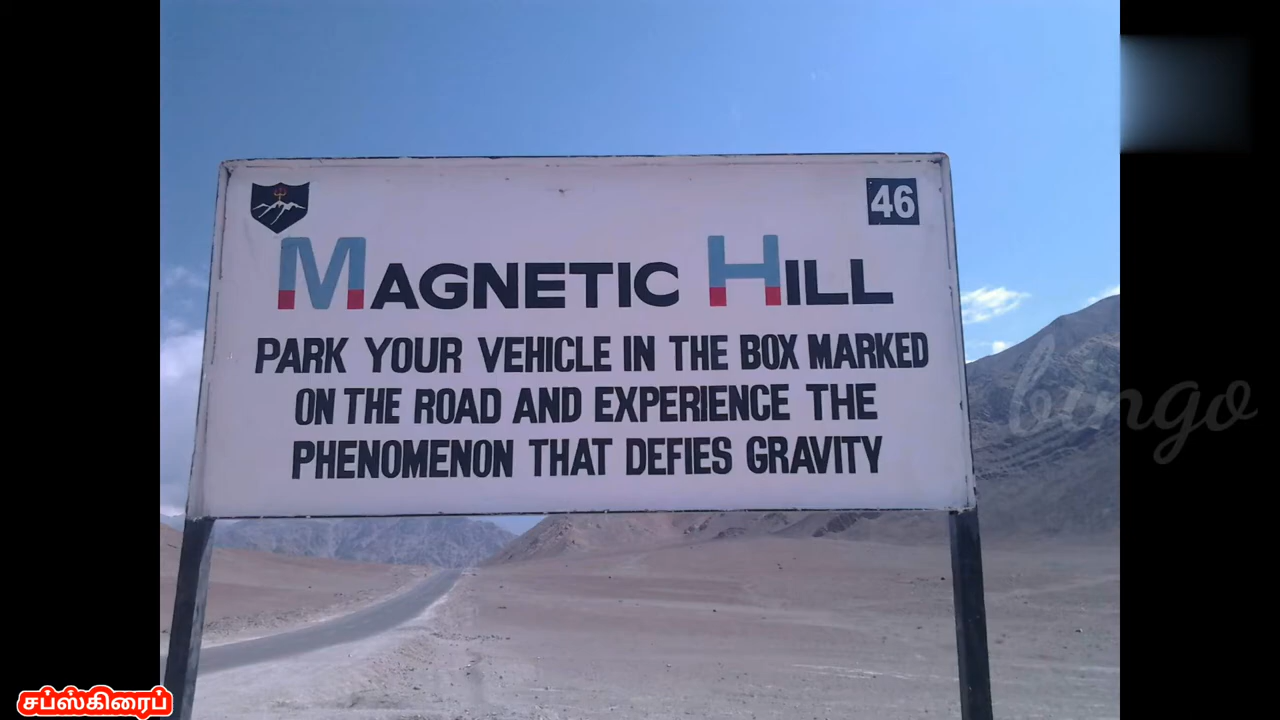 46
MAGNETIC HILL
PARK YOUR VEHICLE IN THE BOX MARKED
ON THE ROAD AND EXPERIENCE THE
PHENOMENON THAT DEFIES GRAVITY
bingo
சப்ஸ்கிரைப்